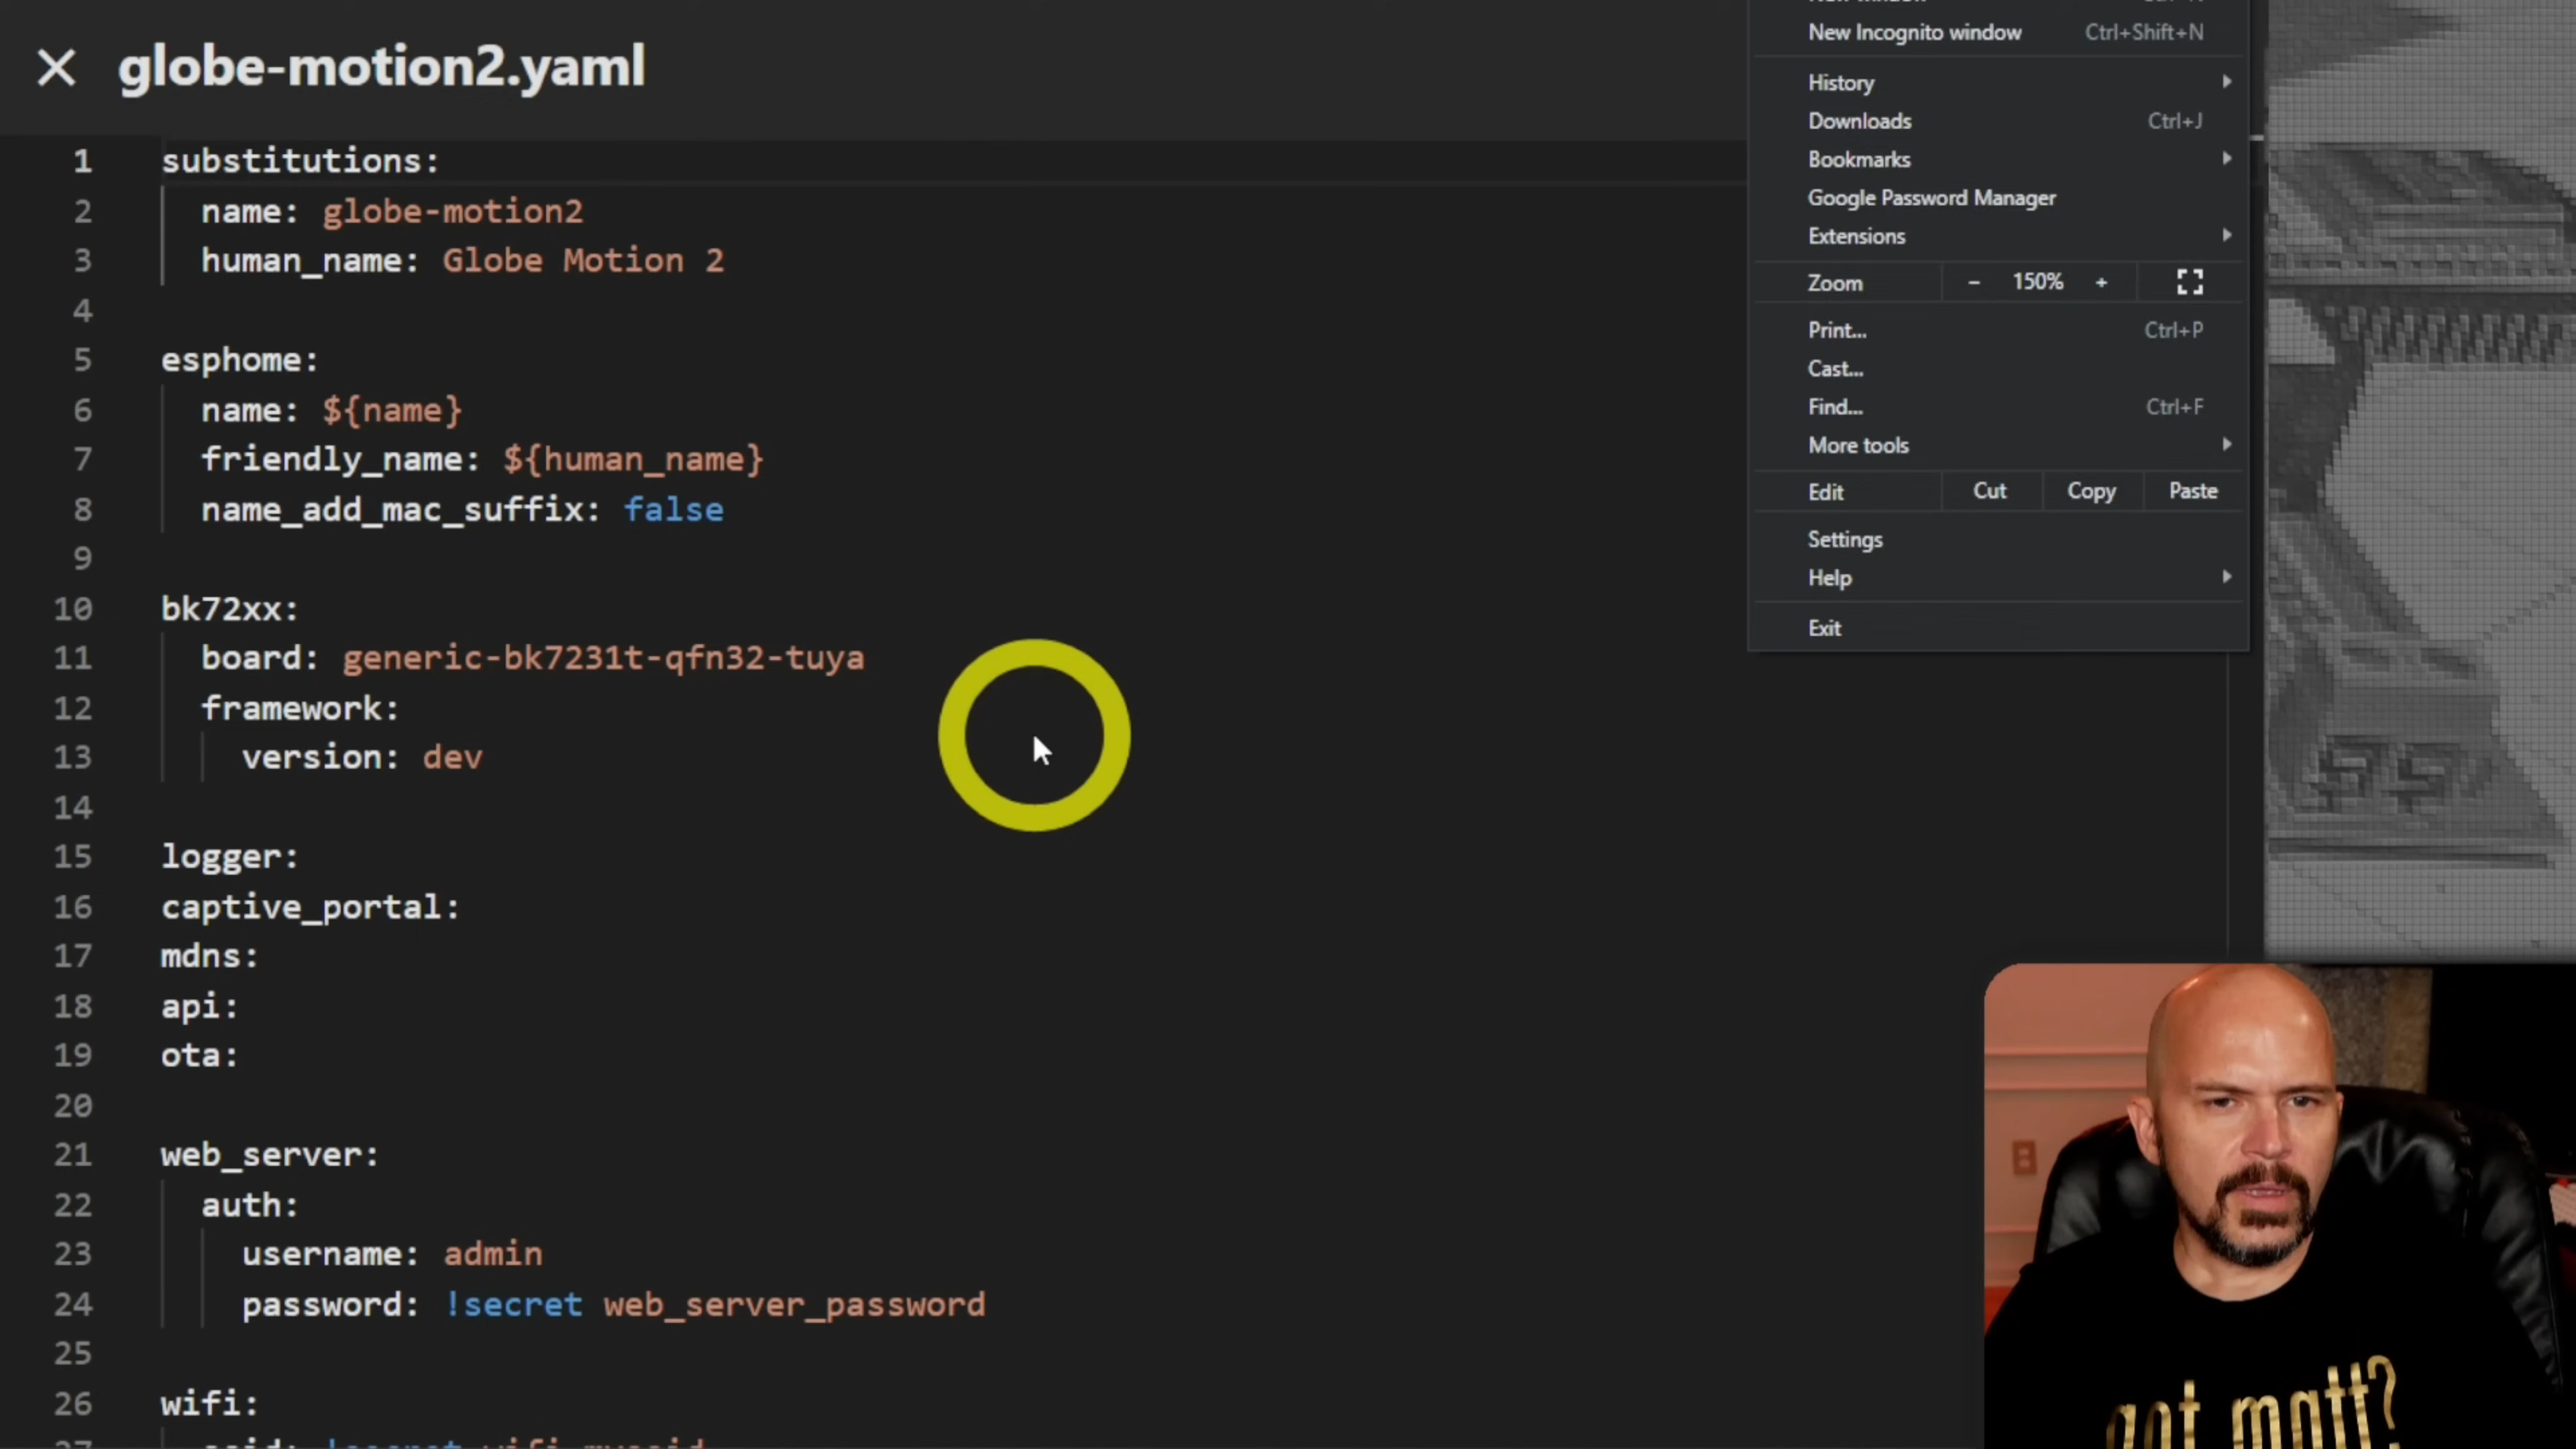 globe-motion2.yaml
1 substitutions:
2 name: globe-motion2
3 human_name: Globe Motion 2
4
5 esphome:
6 name: ${name}
7 friendly_name: ${human_name}
8 name_add_mac_suffix: false
9
10 bk72xx:
11 board: generic-bk7231t-qfn32-tuya
12 framework:
13 version: dev
14
15 logger:
16 captive_portal:
17 mdns:
18 api:
19 ota:
20
21 web_server:
22 auth:
23 username: admin
24 password: !secret web_server_password
25
26 wifi:
New Incognito window Ctrl+Shift+N
History
Downloads Ctrl+J
Bookmarks
Google Password Manager
Extensions
Zoom − 150% +
Print... Ctrl+P
Cast...
Find... Ctrl+F
More tools
Edit Cut Copy Paste
Settings
Help
Exit
got matt?